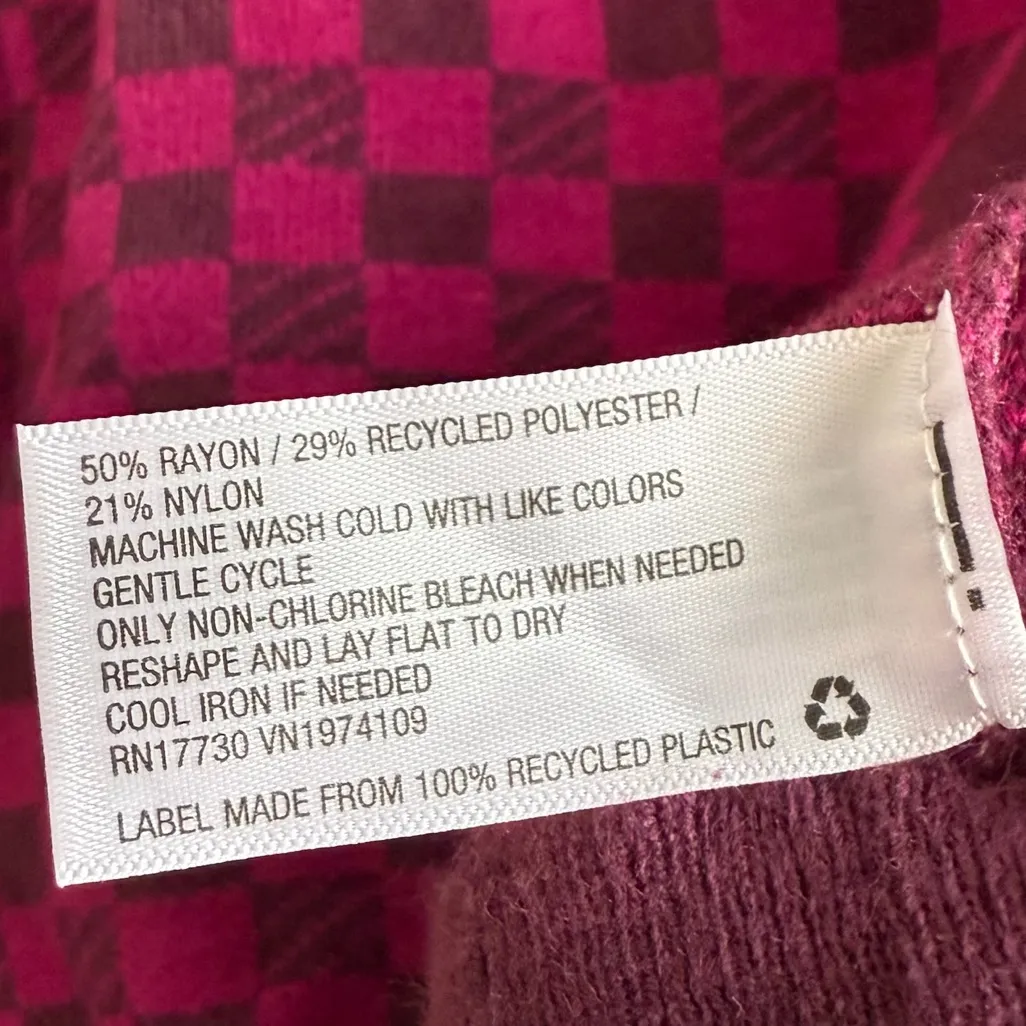 50% RAYON / 29% RECYCLED POLYESTER /
21% NYLON
MACHINE WASH COLD WITH LIKE COLORS
GENTLE CYCLE
ONLY NON-CHLORINE BLEACH WHEN NEEDED
RESHAPE AND LAY FLAT TO DRY
COOL IRON IF NEEDED
RN17730 VN1974109
LABEL MADE FROM 100% RECYCLED PLASTIC